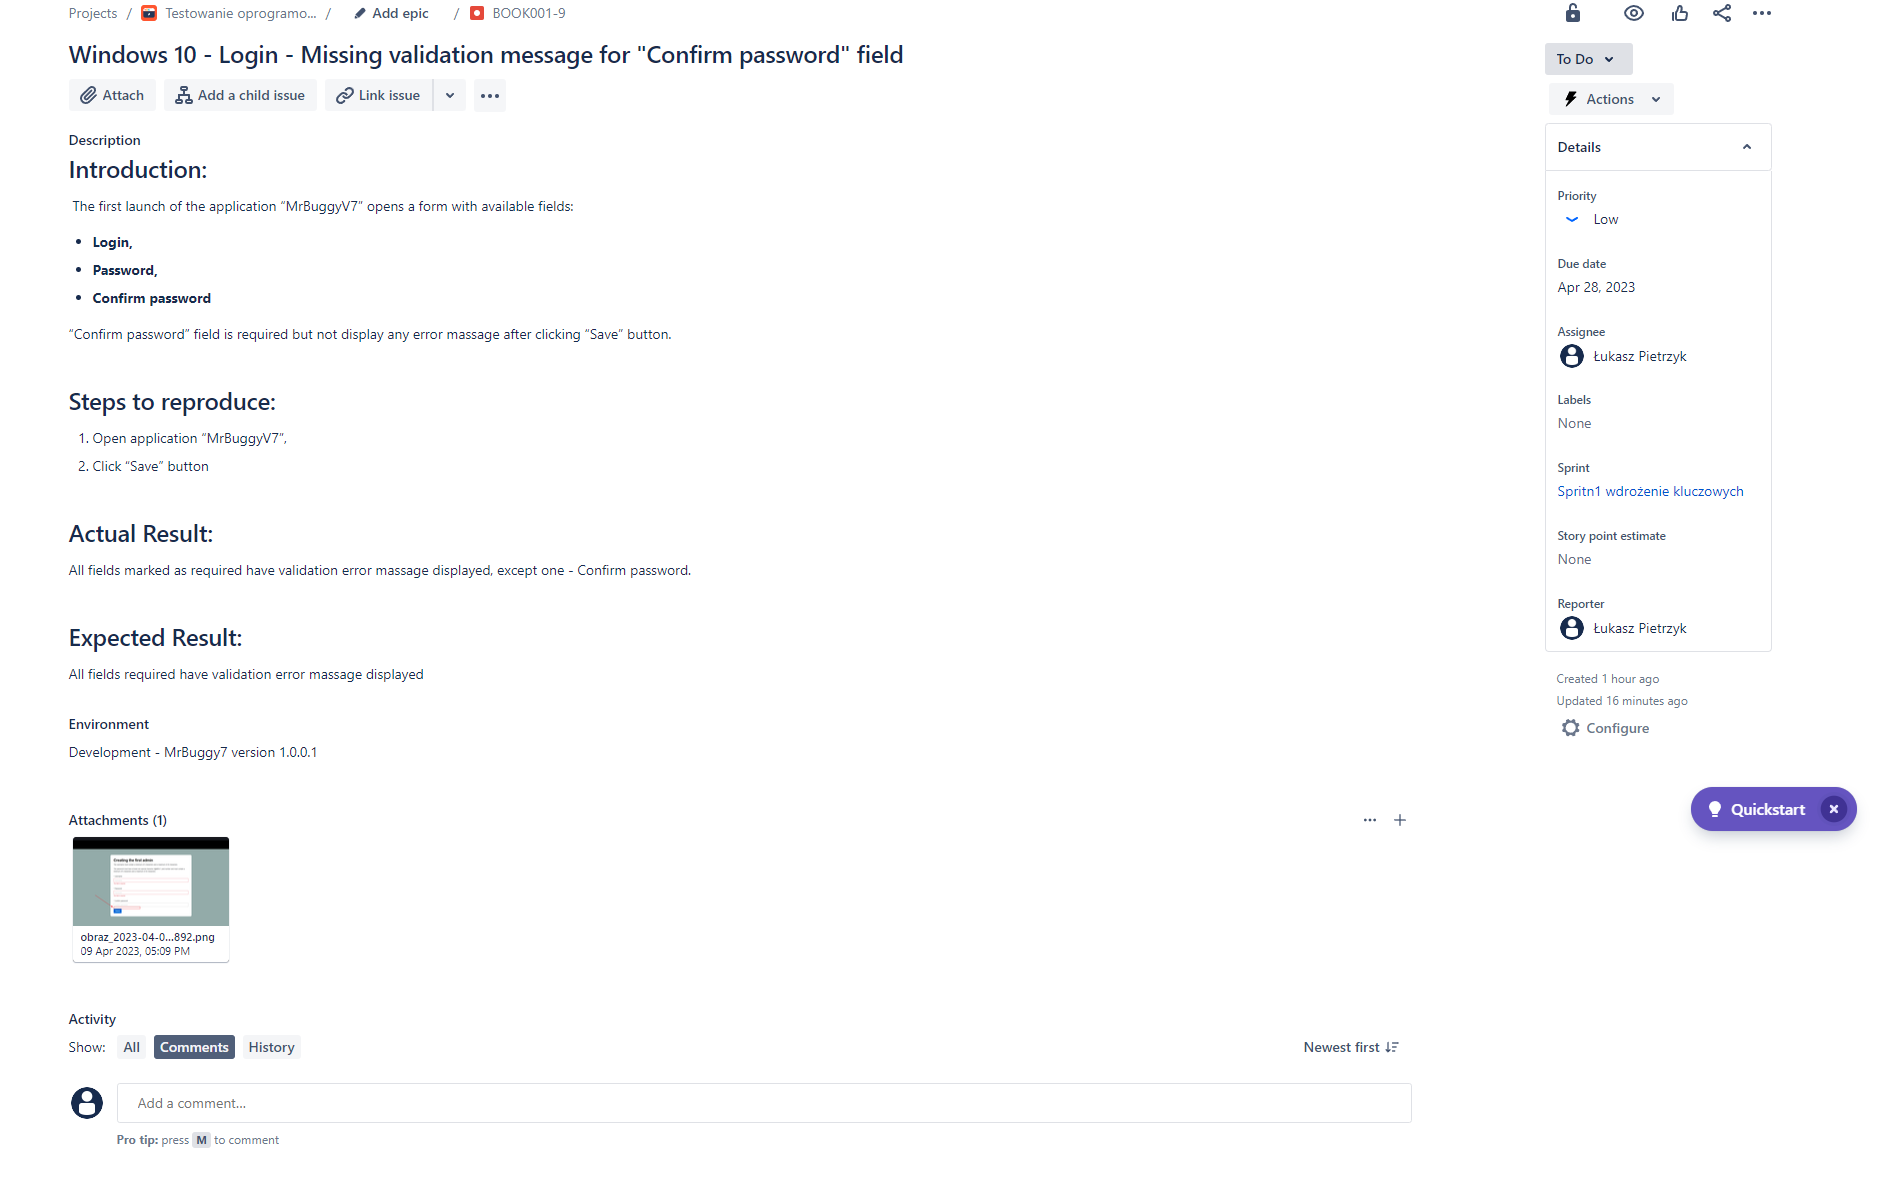 Projects / Testowanie oprogramo... / Add epic / BOOK001-9
Windows 10 - Login - Missing validation message for "Confirm password" field
Attach Add a child issue Link issue
Description
Introduction:
The first launch of the application “MrBuggyV7” opens a form with available fields:
• Login,
• Password,
• Confirm password
“Confirm password” field is required but not display any error massage after clicking “Save” button.
Steps to reproduce:
1. Open application “MrBuggyV7”,
2. Click “Save” button
Actual Result:
All fields marked as required have validation error massage displayed, except one - Confirm password.
Expected Result:
All fields required have validation error massage displayed
Environment
Development - MrBuggy7 version 1.0.0.1
Attachments (1)
Creating the first admin
obraz_2023-04-0...892.png
09 Apr 2023, 05:09 PM
Activity
Show: All Comments History
Newest first
Add a comment...
Pro tip: press M to comment
To Do
Actions
Details
Priority
Low
Due date
Apr 28, 2023
Assignee
Łukasz Pietrzyk
Labels
None
Sprint
Spritn1 wdrożenie kluczowych
Story point estimate
None
Reporter
Łukasz Pietrzyk
Created 1 hour ago
Updated 16 minutes ago
Configure
Quickstart